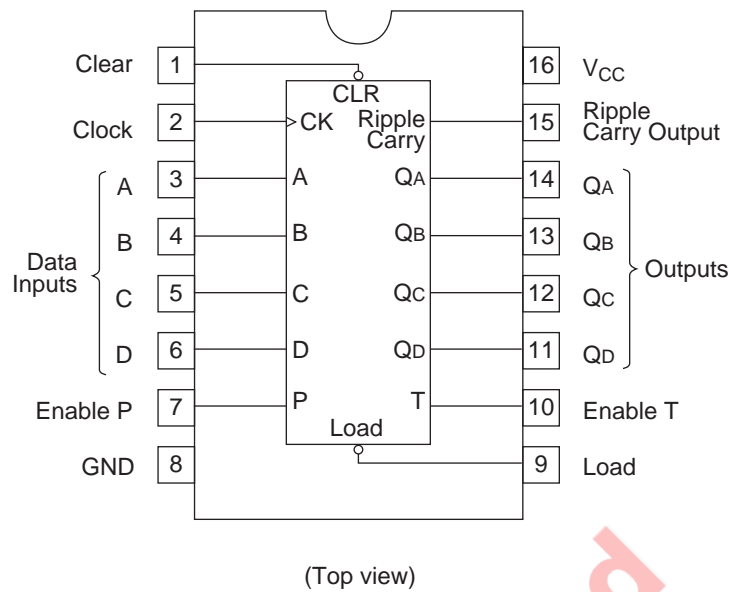 Clear 1 16 VCC
CLR
Clock 2 CK Ripple Carry 15 Ripple Carry Output
A 3 A QA 14 QA
B 4 B QB 13 QB
Data Inputs
Outputs
C 5 C QC 12 QC
D 6 D QD 11 QD
Enable P 7 P T 10 Enable T
Load
GND 8 9 Load
(Top view)